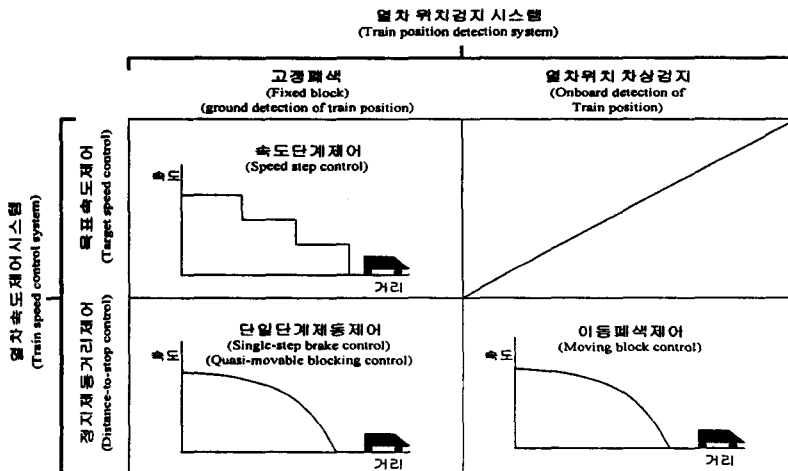 열차 위치검지 시스템
(Train position detection system)
고정폐색
(Fixed block)
(ground detection of train position)
열차위치 차상검지
(Onboard detection of
Train position)
열차속도제어시스템
(Train speed control system)
목표속도제어
(Target speed control)
속도단계제어
(Speed step control)
속도
거리
정지제동거리제어
(Distance-to-stop control)
단일단계제동제어
(Single-step brake control)
(Quasi-movable blocking control)
속도
거리
이동폐색제어
(Moving block control)
속도
거리